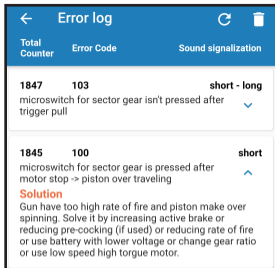 Error log
Total Counter Error Code Sound signalization
1847 103 short - long
microswitch for sector gear isn't pressed after
trigger pull
1845 100 short
microswitch for sector gear is pressed after
motor stop -> piston over traveling
Solution
Gun have too high rate of fire and piston make over
spinning. Solve it by increasing active brake or
reducing pre-cocking (if used) or reducing rate of fire
or use battery with lower voltage or change gear ratio
or use low speed high torgue motor.